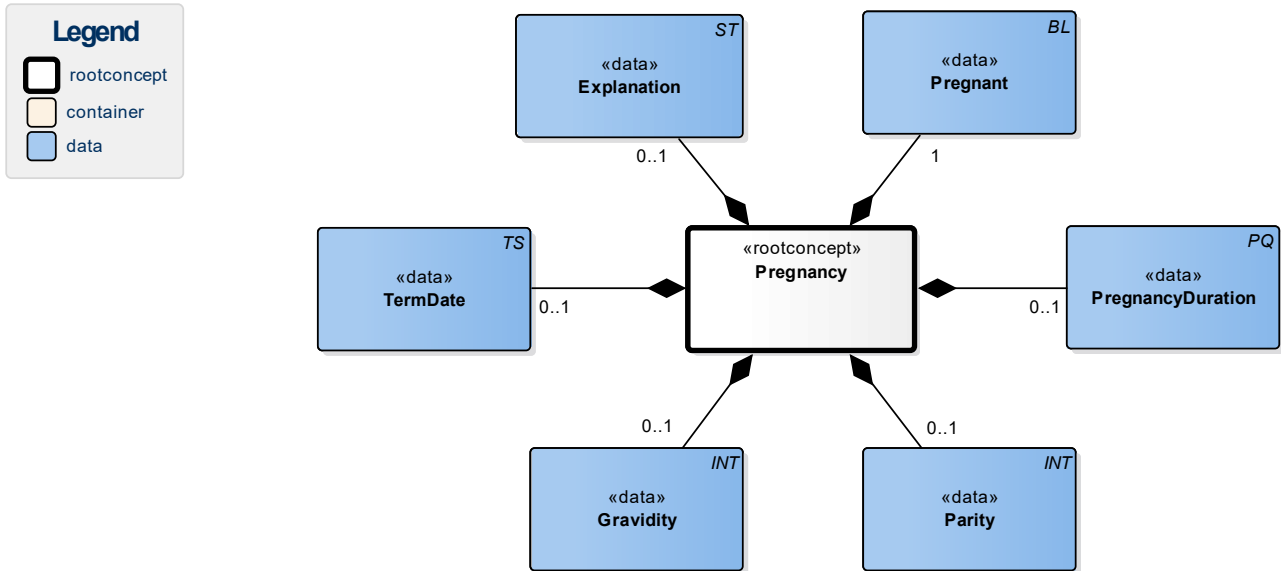 Legend
rootconcept
container
data
ST
«data»
Explanation
0..1
BL
«data»
Pregnant
1
TS
«data»
TermDate
0..1
«rootconcept»
Pregnancy
PQ
«data»
PregnancyDuration
0..1
0..1
INT
«data»
Gravidity
0..1
INT
«data»
Parity